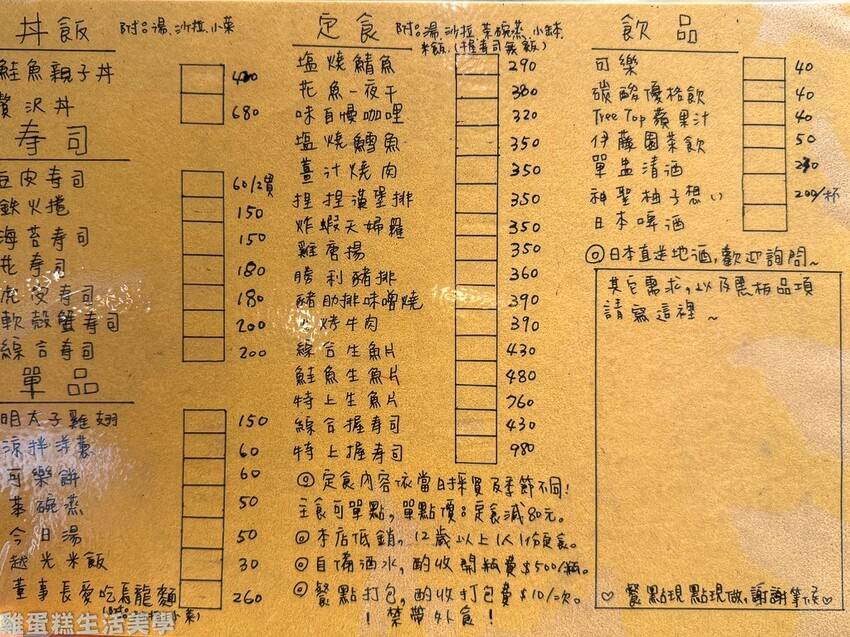 丼飯 附品湯,沙拉,小菜
鮭魚親子丼 420
贅沢丼 680
寿司
豆皮寿司 60/2貫
鉄火捲 150
海苔寿司 150
花寿司 180
虎皮寿司 180
軟殼蟹寿司 200
綜合寿司 200
單品
明太子雞翅 150
涼拌洋蔥 60
可樂餅 60
茶碗蒸 50
今日湯 50
越光米飯 30
董事長愛吃烏龍麵 260
定食 附品湯,沙拉,茶碗蒸,小缽,
米飯,(握寿司無飯)
塩燒鯖魚 290
花魚一夜干 300
味自慢咖哩 320
塩燒鱈魚 350
薑汁燒肉 350
捏捏漢堡排 350
炸蝦天婦羅 350
雞唐揚 350
勝利豬排 360
豬肋排味噌燒 390
烤牛肉 390
綜合生魚片 430
鮭魚生魚片 480
特上生魚片 760
綜合握寿司 430
特上握寿司 980
◎定食內容依當日採買及季節不同!
主食可單點,單點價:定食減80元。
◎本店低銷,12歲以上1人1份定食。
◎自備酒水,酌收開瓶費$500/瓶。
◎餐點打包,酌收打包費$10/次。
!禁帶外食!
飲品
可樂 40
碳酸優格飲 40
Tree Top蘋果汁 40
伊藤園茶飲 50
單盅清酒 230
神聖柚子想い 200/杯
日本啤酒
◎日本直送地酒,歡迎詢問~
其它需求,以及黑板品項
請寫這裡~
♡餐點現點現做,謝謝等候♡
雞蛋糕生活美學